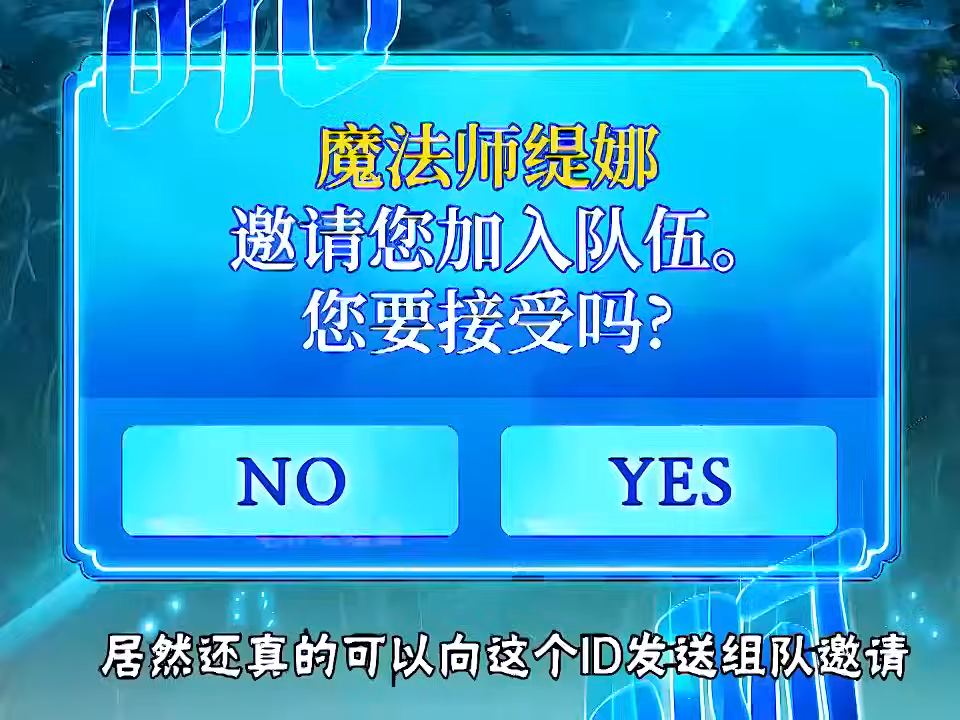 魔法师缇娜
邀请您加入队伍。
您要接受吗?
NO
YES
居然还真的可以向这个ID发送组队邀请